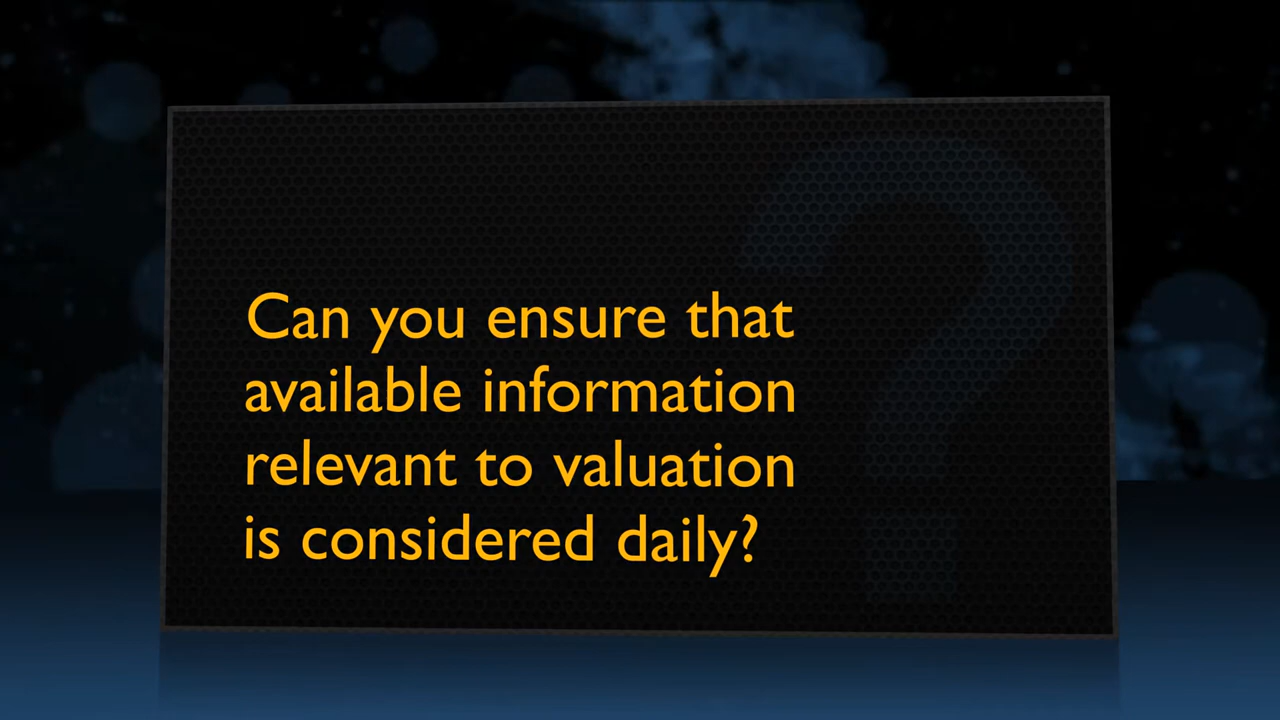 Can you ensure that
available information
relevant to valuation
is considered daily?